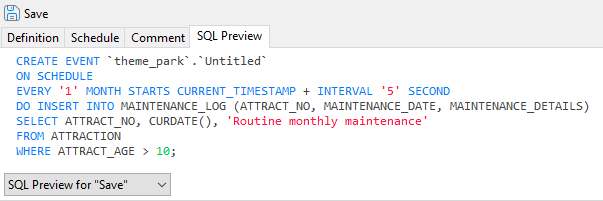 Save
Definition Schedule Comment SQL Preview
CREATE EVENT `theme_park`.`Untitled`
ON SCHEDULE
EVERY '1' MONTH STARTS CURRENT_TIMESTAMP + INTERVAL '5' SECOND
DO INSERT INTO MAINTENANCE_LOG (ATTRACT_NO, MAINTENANCE_DATE, MAINTENANCE_DETAILS)
SELECT ATTRACT_NO, CURDATE(), 'Routine monthly maintenance'
FROM ATTRACTION
WHERE ATTRACT_AGE > 10;
SQL Preview for "Save"